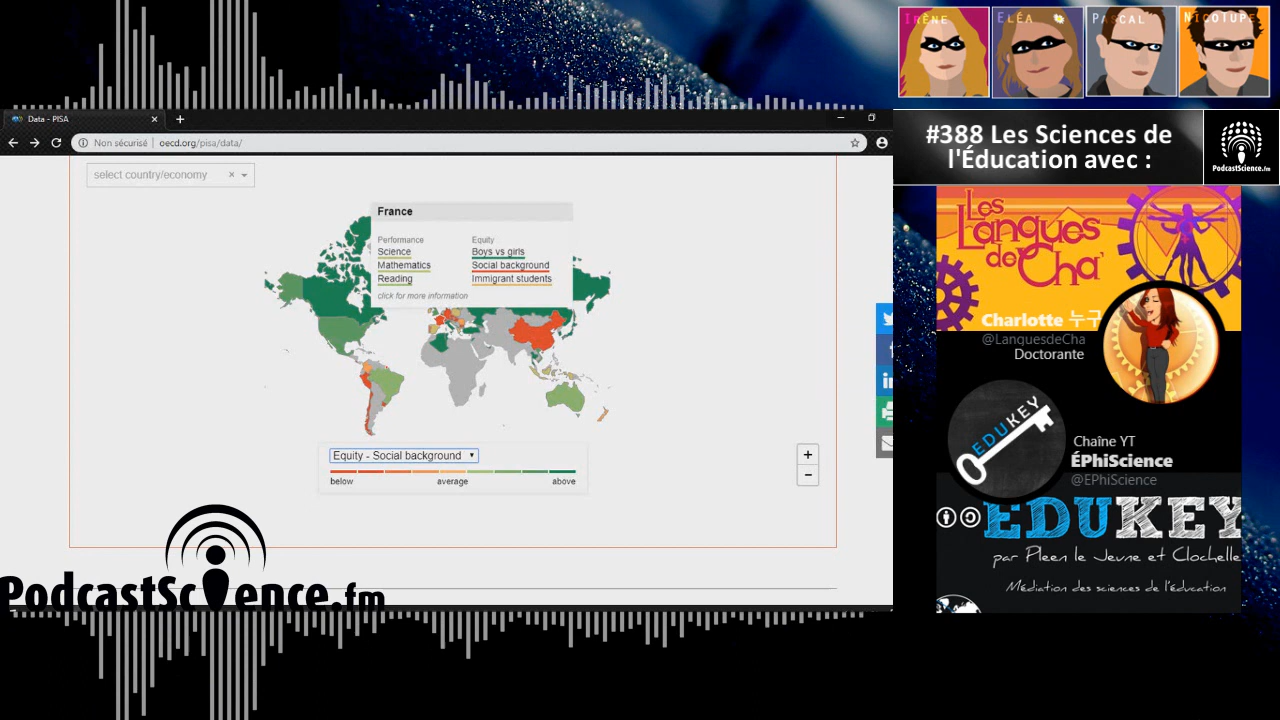 IRÈNE
ELÉA
PASCAL
NICOTUPE
Data - PISA
Non sécurisé | oecd.org/pisa/data/
#388 Les Sciences de
l'Éducation avec :
PodcastScience.fm
select country/economy
France
Performance
Equity
Science
Boys vs girls
Mathematics
Social background
Reading
Immigrant students
click for more information
Equity - Social background
below
average
above
+
−
Les
Langues
de Cha'
Charlotte 누구
@LanguesdeCha
Doctorante
EDUKEY
Chaîne YT
ÉPhiScience
@EPhiScience
EDUKEY
par Pleen le Jeune et Clochelle
Médiation des sciences de l'éducation
PodcastScience.fm